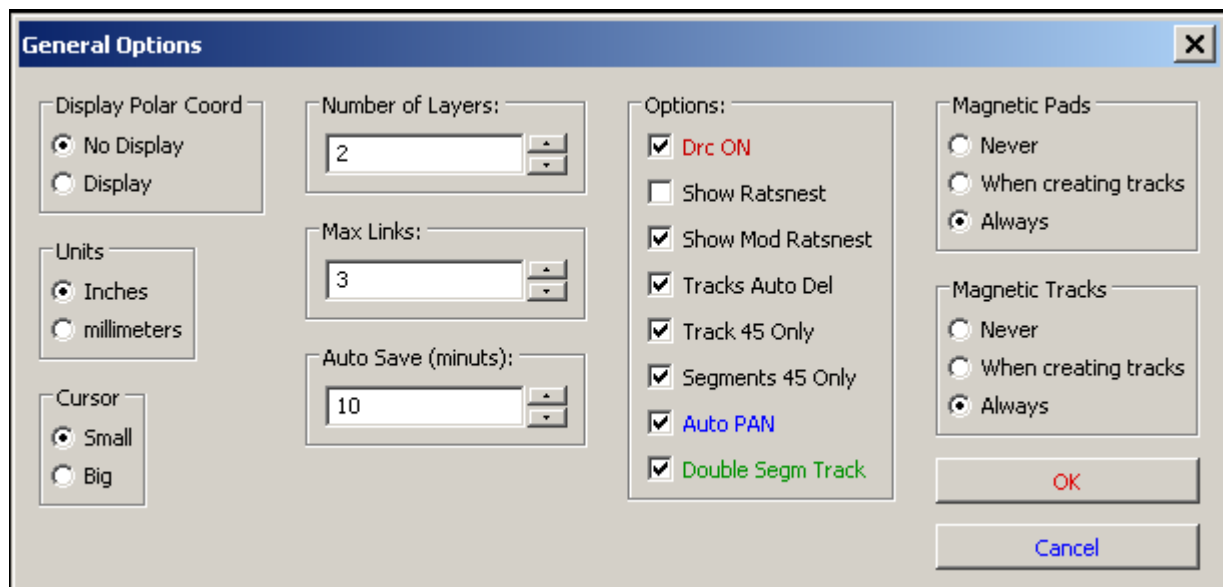 General Options
Display Polar Coord
No Display
Display
Units
Inches
millimeters
Cursor
Small
Big
Number of Layers:
2
Max Links:
3
Auto Save (minuts):
10
Options:
Drc ON
Show Ratsnest
Show Mod Ratsnest
Tracks Auto Del
Track 45 Only
Segments 45 Only
Auto PAN
Double Segm Track
Magnetic Pads
Never
When creating tracks
Always
Magnetic Tracks
Never
When creating tracks
Always
OK
Cancel